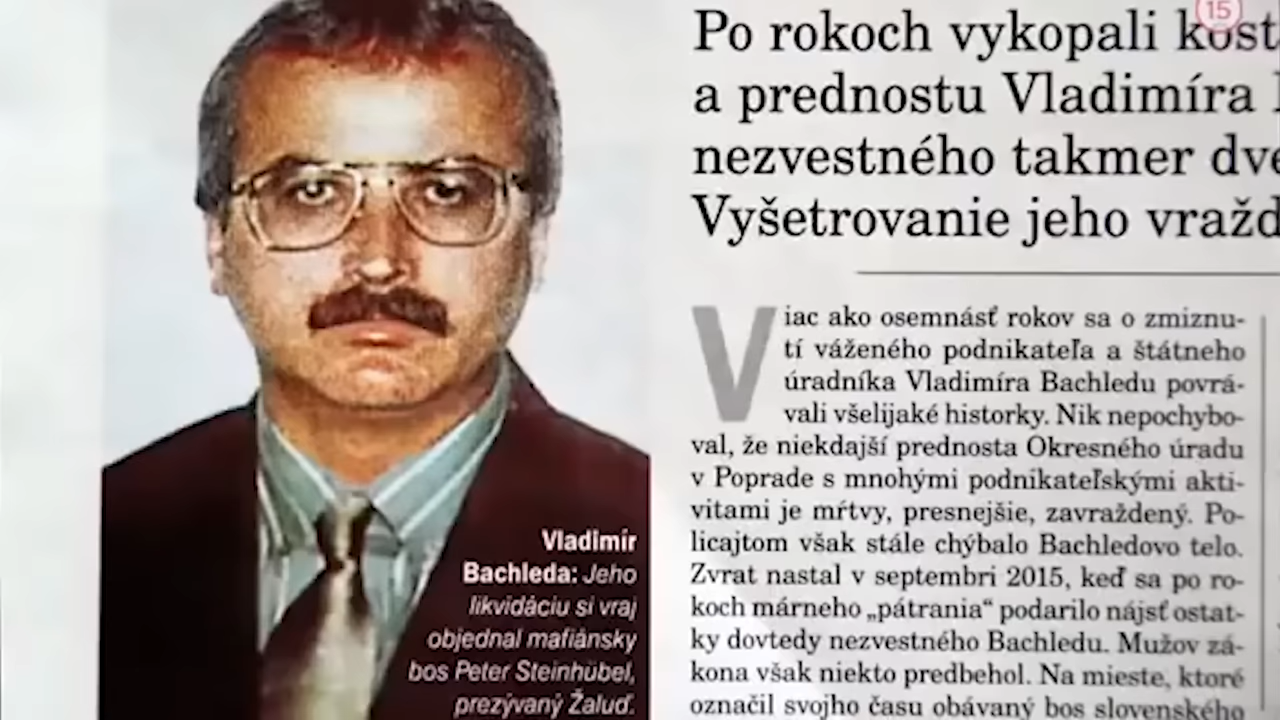 15
Po rokoch vykopali kost
a prednostu Vladimíra
nezvestného takmer dve
Vyšetrovanie jeho vražd
Viac ako osemnásť rokov sa o zmiznu-
tí váženého podnikateľa a štátneho
úradníka Vladimíra Bachledu povrá-
vali všelijaké historky. Nik nepochybo-
val, že niekdajší prednosta Okresného úradu
v Poprade s mnohými podnikateľskými akti-
vitami je mŕtvy, presnejšie, zavraždený. Po-
licajtom však stále chýbalo Bachledovo telo.
Zvrat nastal v septembri 2015, keď sa po ro-
koch márneho „pátrania“ podarilo nájsť ostat-
ky dovtedy nezvestného Bachledu. Mužov zá-
kona však niekto predbehol. Na mieste, ktoré
označil svojho času obávaný bos slovenského
Vladimír
Bachleda: Jeho
likvidáciu si vraj
objednal mafiánsky
bos Peter Steinhübel,
prezývaný Žaluď.